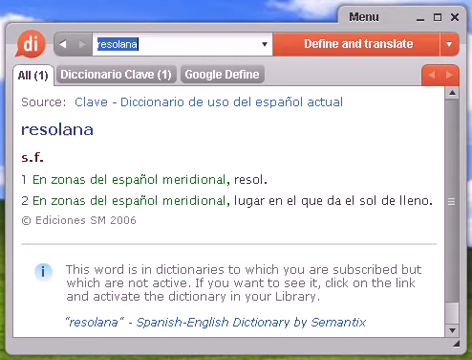 Menu
di
resolana
Define and translate
All (1)
Diccionario Clave (1)
Google Define
Source: Clave - Diccionario de uso del español actual
resolana
s.f.
1 En zonas del español meridional, resol.
2 En zonas del español meridional, lugar en el que da el sol de lleno.
© Ediciones SM 2006
i
This word is in dictionaries to which you are subscribed but
which are not active. If you want to see it, click on the link
and activate the dictionary in your Library.
"resolana" - Spanish-English Dictionary by Semantix